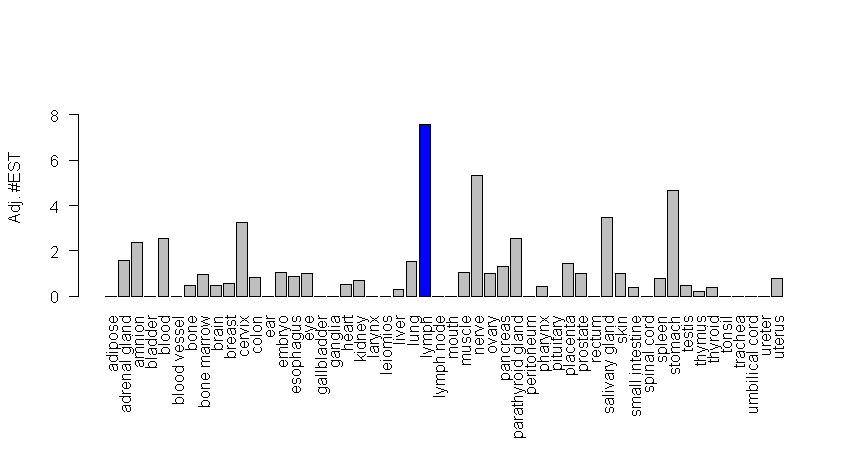 Adj. #EST
8
6
4
2
0
adipose
adrenal gland
amnion
bladder
blood
blood vessel
bone
bone marrow
brain
breast
cervix
colon
ear
embryo
esophagus
eye
gallbladder
ganglia
heart
kidney
larynx
leiomios
liver
lung
lymph
lymph node
mouth
muscle
nerve
ovary
pancreas
parathyroid gland
peritoneum
pharynx
pituitary
placenta
prostate
rectum
salivary gland
skin
small intestine
spinal cord
spleen
stomach
testis
thymus
thyroid
tonsil
trachea
umbilical cord
ureter
uterus